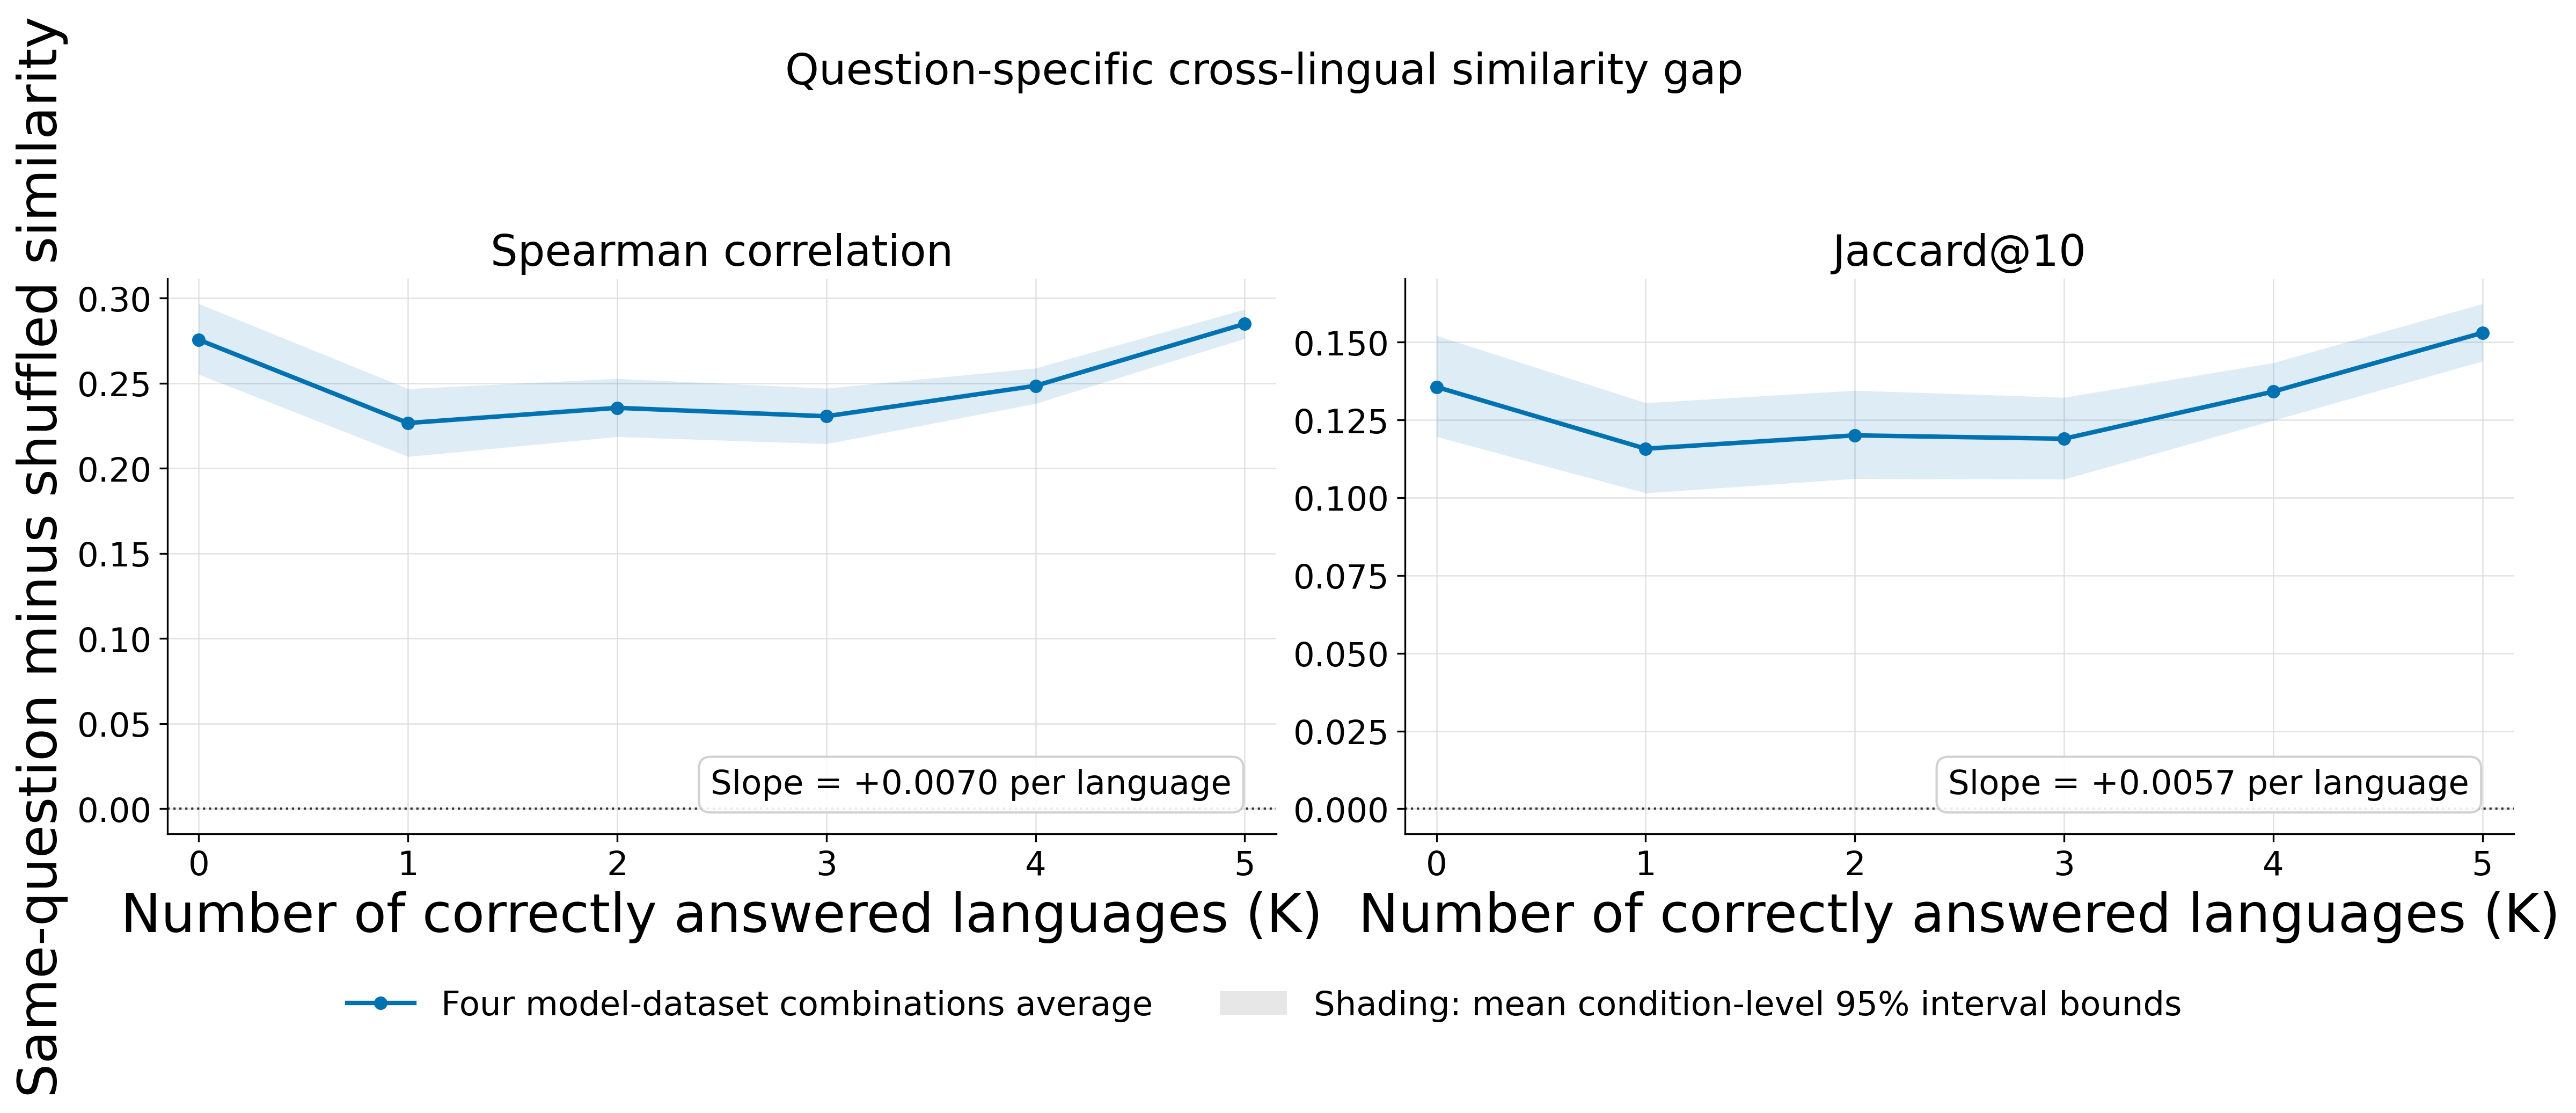 Question-specific cross-lingual similarity gap
Same-question minus shuffled similarity
Spearman correlation
0.30
0.25
0.20
0.15
0.10
0.05
0.00
Slope = +0.0070 per language
0 1 2 3 4 5
Number of correctly answered languages (K)
Jaccard@10
0.150
0.125
0.100
0.075
0.050
0.025
0.000
Slope = +0.0057 per language
0 1 2 3 4 5
Number of correctly answered languages (K)
Four model-dataset combinations average
Shading: mean condition-level 95% interval bounds